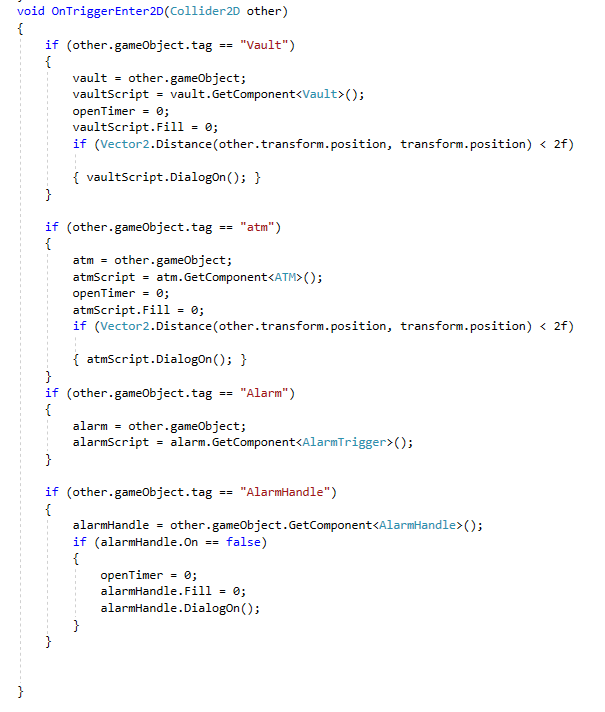 void OnTriggerEnter2D(Collider2D other)
{
    if (other.gameObject.tag == "Vault")
    {
        vault = other.gameObject;
        vaultScript = vault.GetComponent<Vault>();
        openTimer = 0;
        vaultScript.Fill = 0;
        if (Vector2.Distance(other.transform.position, transform.position) < 2f)

        { vaultScript.DialogOn(); }
    }

    if (other.gameObject.tag == "atm")
    {
        atm = other.gameObject;
        atmScript = atm.GetComponent<ATM>();
        openTimer = 0;
        atmScript.Fill = 0;
        if (Vector2.Distance(other.transform.position, transform.position) < 2f)

        { atmScript.DialogOn(); }
    }
    if (other.gameObject.tag == "Alarm")
    {
        alarm = other.gameObject;
        alarmScript = alarm.GetComponent<AlarmTrigger>();
    }

    if (other.gameObject.tag == "AlarmHandle")
    {
        alarmHandle = other.gameObject.GetComponent<AlarmHandle>();
        if (alarmHandle.On == false)
        {
            openTimer = 0;
            alarmHandle.Fill = 0;
            alarmHandle.DialogOn();
        }
    }


}